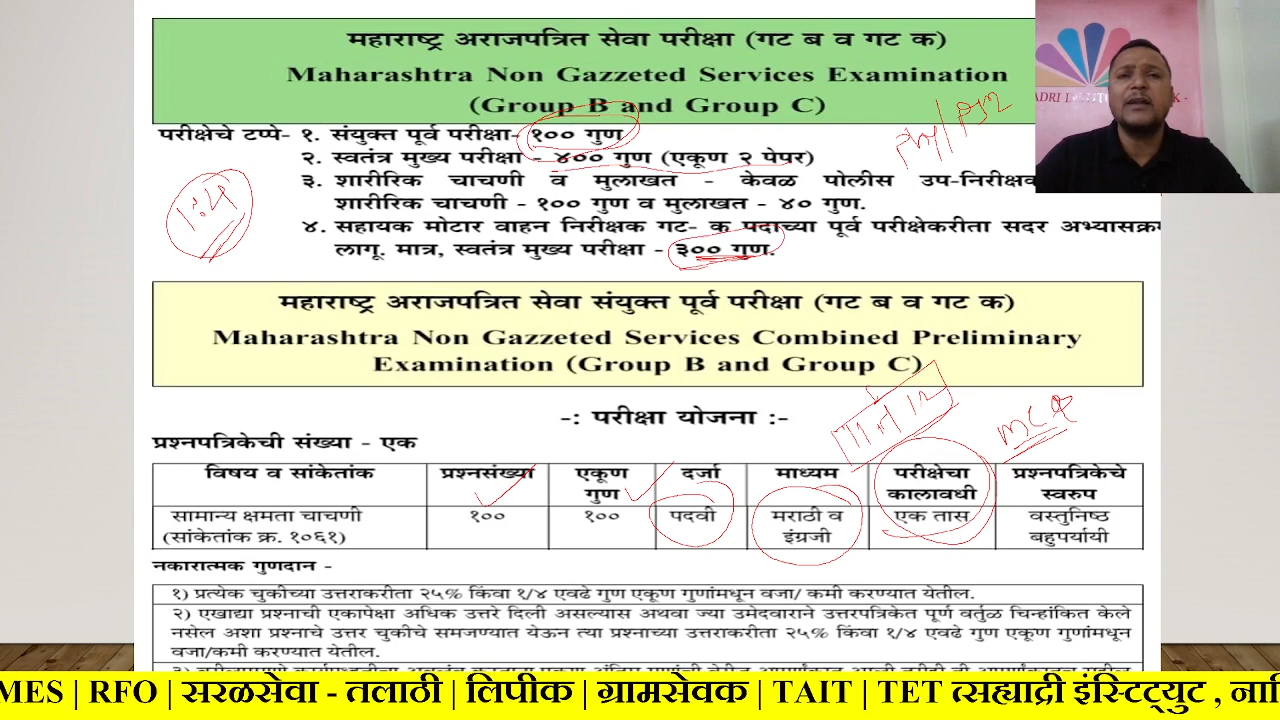 महाराष्ट्र अराजपत्रित सेवा परीक्षा (गट ब व गट क)
Maharashtra Non Gazzeted Services Examination
(Group B and Group C)
परीक्षेचे टप्पे- १. संयुक्त पूर्व परीक्षा- १०० गुण
२. स्वतंत्र मुख्य परीक्षा - ४०० गुण (एकूण २ पेपर)
३. शारीरिक चाचणी व मुलाखत - केवळ पोलीस उप-निरीक्षक
शारीरिक चाचणी - १०० गुण व मुलाखत - ४० गुण.
४. सहायक मोटार वाहन निरीक्षक गट- क पदाच्या पूर्व परीक्षेकरीता सदर अभ्यासक्रम
लागू. मात्र, स्वतंत्र मुख्य परीक्षा - ३०० गुण.
महाराष्ट्र अराजपत्रित सेवा संयुक्त पूर्व परीक्षा (गट ब व गट क)
Maharashtra Non Gazzeted Services Combined Preliminary
Examination (Group B and Group C)
-: परीक्षा योजना :-
MCQ
प्रश्नपत्रिकेची संख्या - एक
विषय व सांकेतांक प्रश्नसंख्या एकूण गुण दर्जा माध्यम परीक्षेचा कालावधी प्रश्नपत्रिकेचे स्वरुप
सामान्य क्षमता चाचणी (सांकेतांक क्र. १०६१) १०० १०० पदवी मराठी व इंग्रजी एक तास वस्तुनिष्ठ बहुपर्यायी
नकारात्मक गुणदान -
१) प्रत्येक चुकीच्या उत्तराकरीता २५% किंवा १/४ एवढे गुण एकूण गुणांमधून वजा/ कमी करण्यात येतील.
२) एखाद्या प्रश्नाची एकापेक्षा अधिक उत्तरे दिली असल्यास अथवा ज्या उमेदवाराने उत्तरपत्रिकेत पूर्ण वर्तुळ चिन्हांकित केले
नसेल अशा प्रश्नाचे उत्तर चुकीचे समजण्यात येऊन त्या प्रश्नाच्या उत्तराकरीता २५% किंवा १/४ एवढे गुण एकूण गुणांमधून
वजा/कमी करण्यात येतील.
MES | RFO | सरळसेवा - तलाठी | लिपीक | ग्रामसेवक | TAIT | TET त्सह्याद्री इंस्टिट्युट , नाि